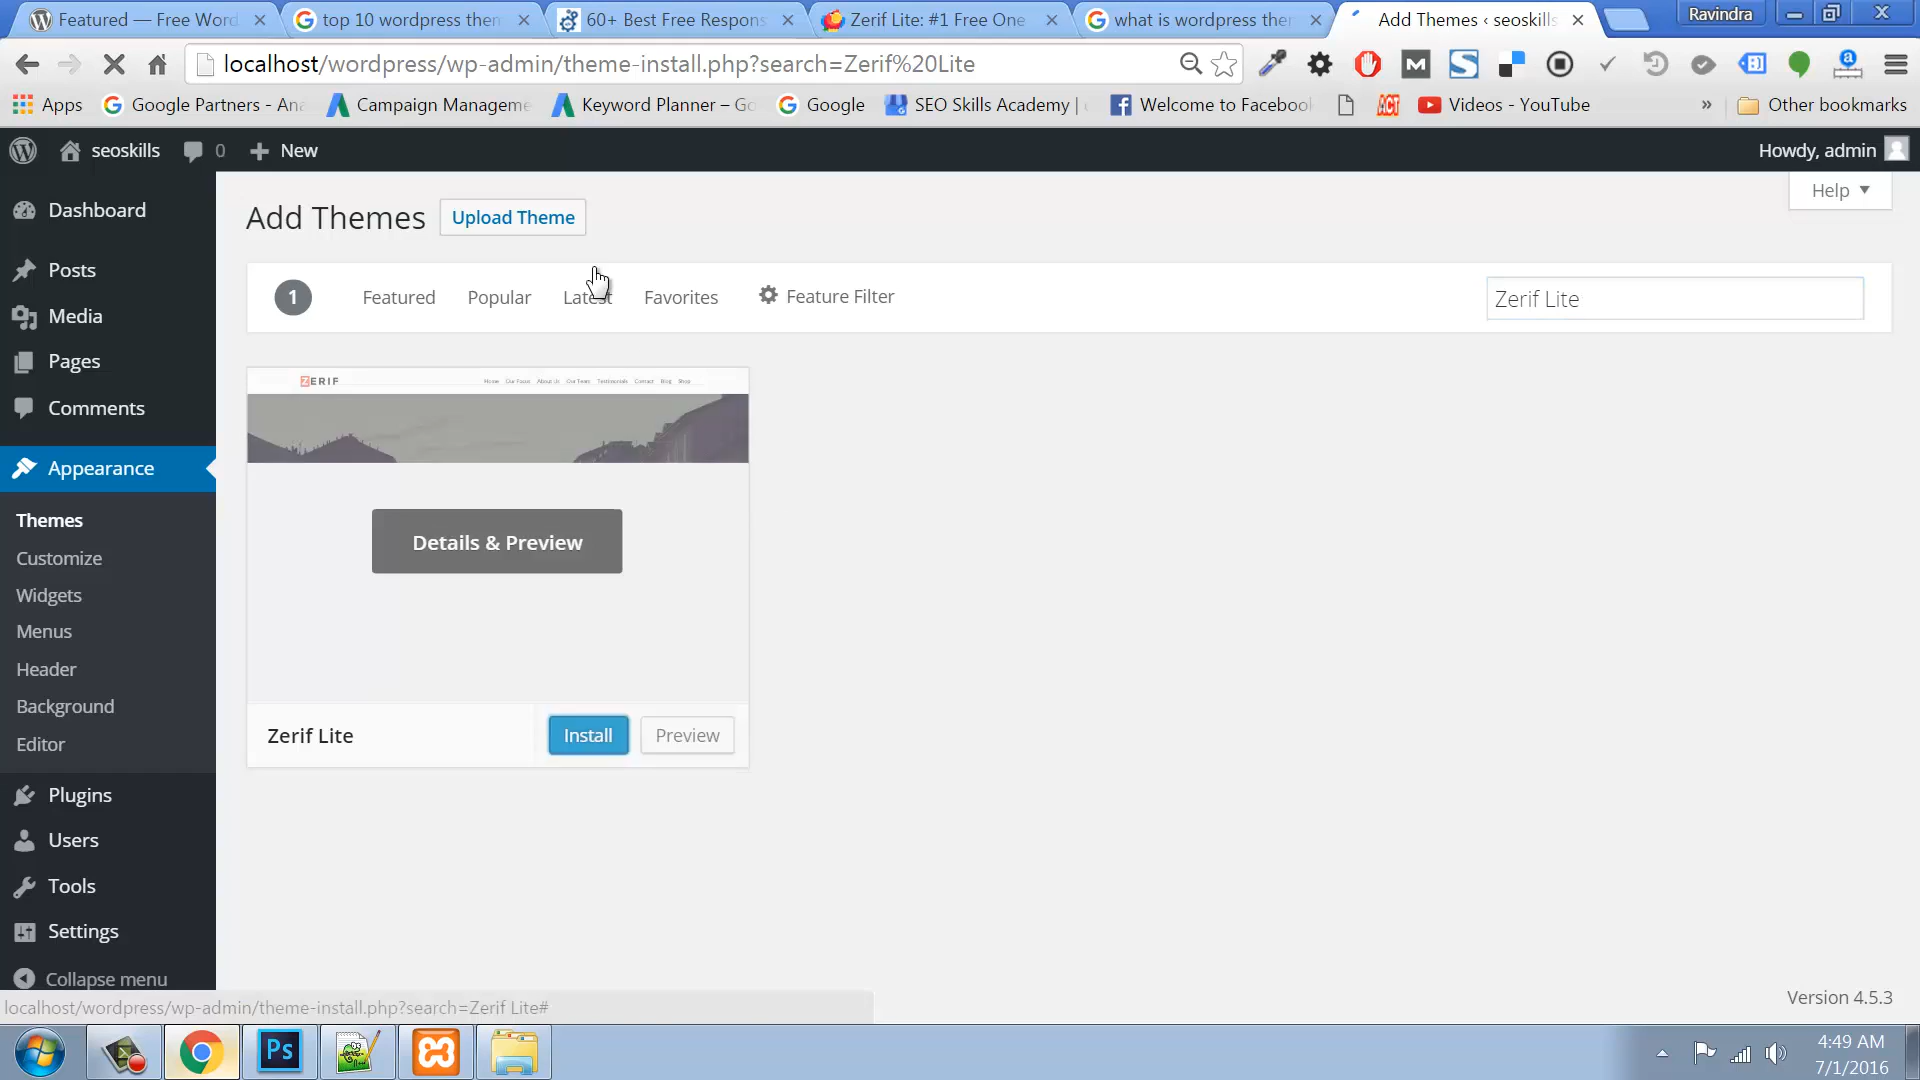 Featured — Free Word
top 10 wordpress then
60+ Best Free Respons
Zerif Lite: #1 Free One
what is wordpress the
Add Themes ‹ seoskills
Ravindra
localhost/wordpress/wp-admin/theme-install.php?search=Zerif%20Lite
Apps
Google Partners - Ana
Campaign Manageme
Keyword Planner – Go
Google
SEO Skills Academy |
Welcome to Facebook
ACT
Videos - YouTube
»
Other bookmarks
seoskills
0
New
Howdy, admin
Dashboard
Posts
Media
Pages
Comments
Appearance
Themes
Customize
Widgets
Menus
Header
Background
Editor
Plugins
Users
Tools
Settings
Collapse menu
Add Themes
Upload Theme
Help
1
Featured
Popular
Latest
Favorites
Feature Filter
Zerif Lite
ZERIF
Home Our Focus About Us Our Team Testimonials Contact Blog Shop
Details & Preview
Zerif Lite
Install
Preview
Version 4.5.3
localhost/wordpress/wp-admin/theme-install.php?search=Zerif Lite#
Ps
4:49 AM
7/1/2016